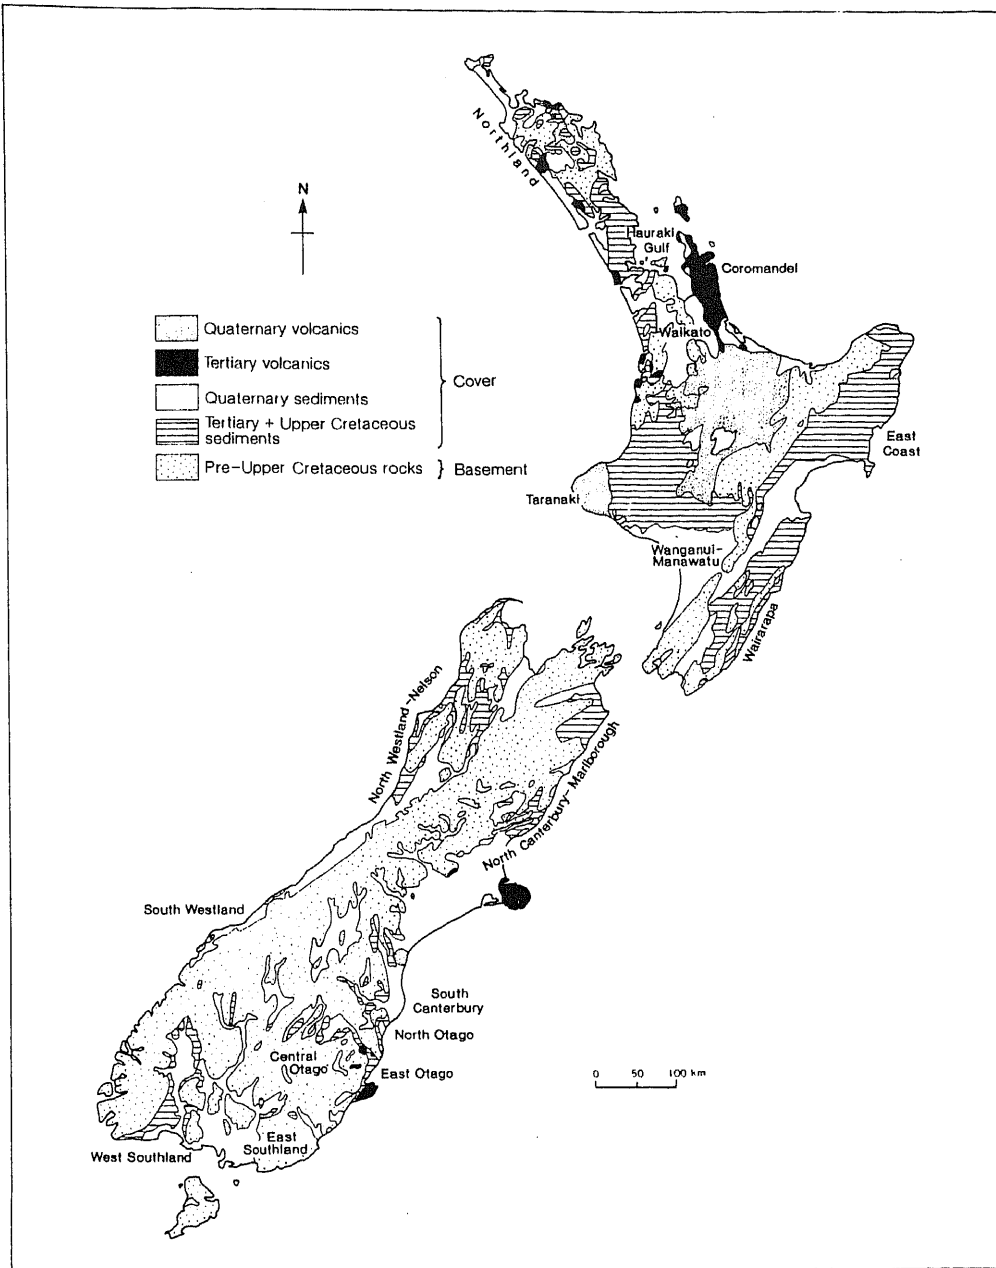 Northland
N
Hauraki
Gulf
Coromandel
Waikato
Quaternary volcanics
Tertiary volcanics
Quaternary sediments
Tertiary + Upper Cretaceous
sediments
Cover
Pre-Upper Cretaceous rocks
Basement
East
Coast
Taranaki
Wanganui-
Manawatu
Wairarapa
North Westland-Nelson
North Canterbury-Marlborough
South Westland
South
Canterbury
North Otago
Central
Otago
East Otago
0 50 100 km
East
Southland
West Southland